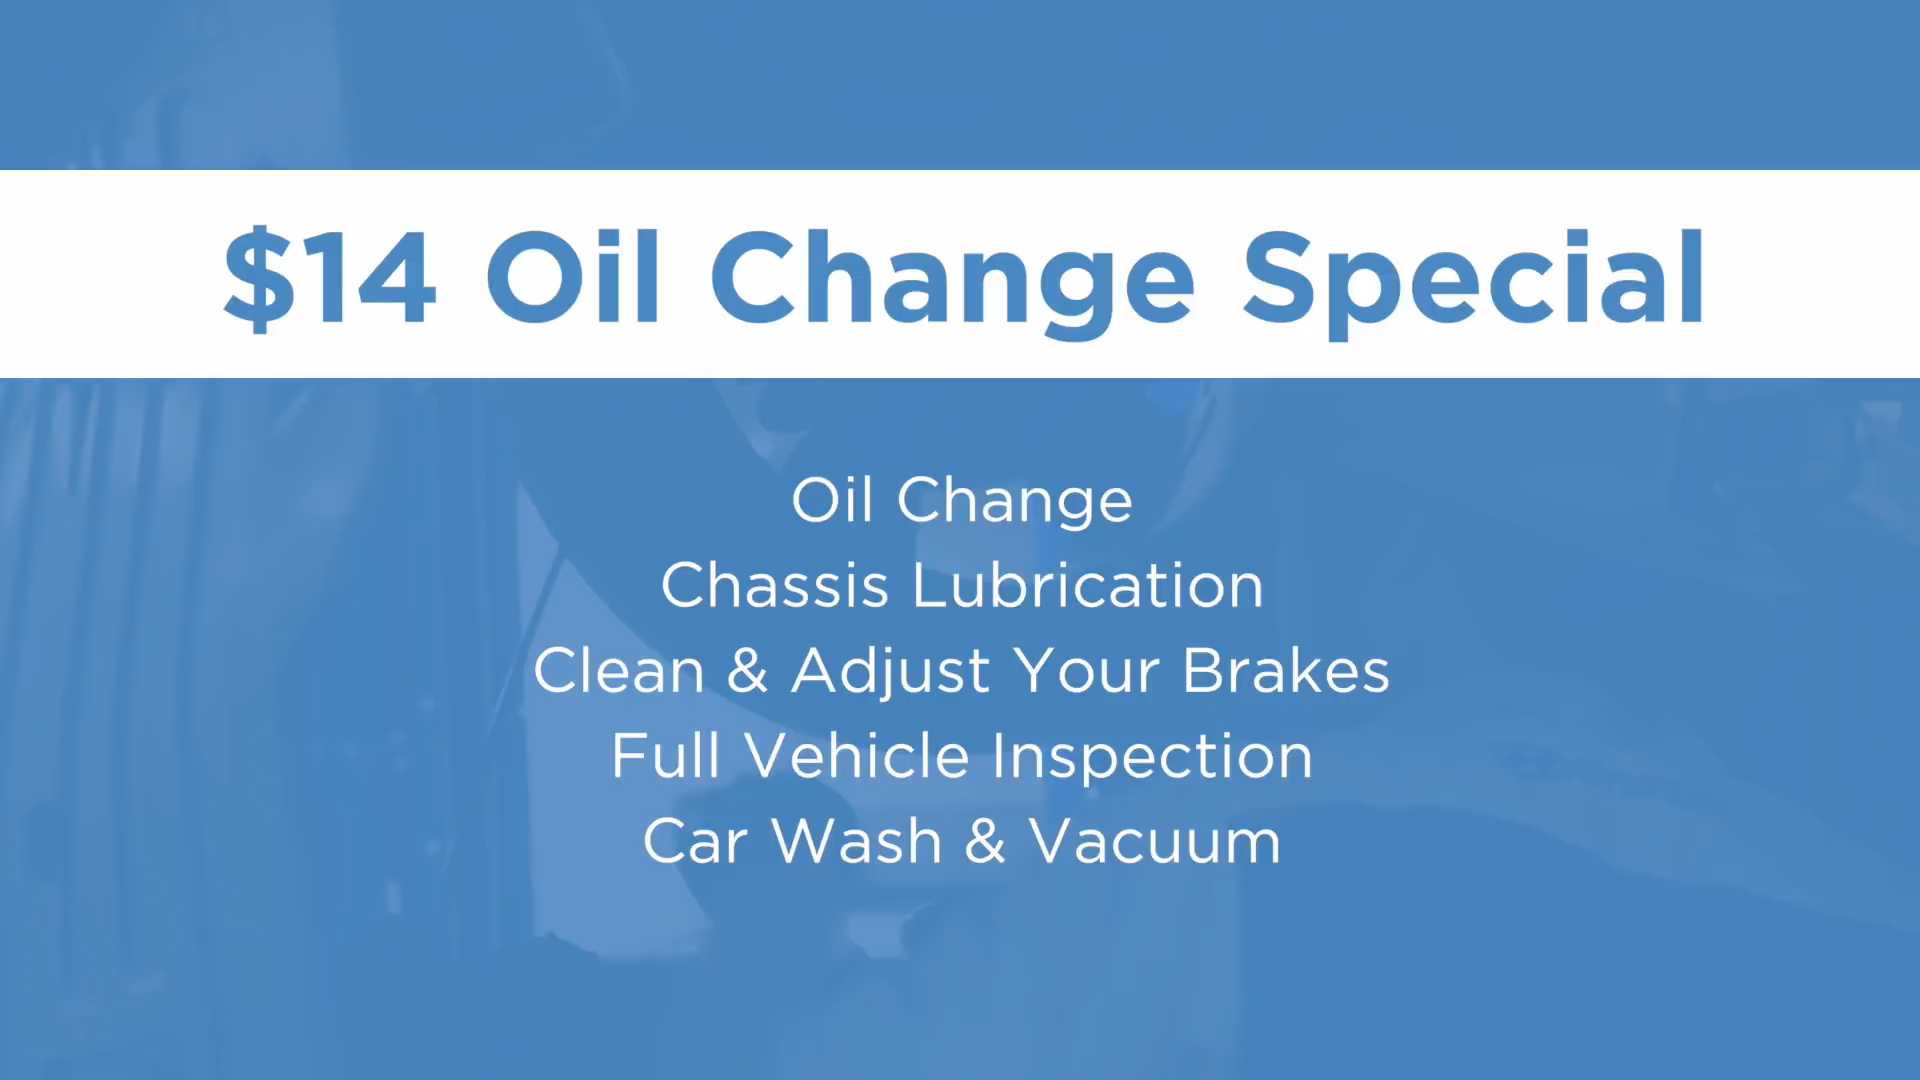 $14 Oil Change Special
Oil Change
Chassis Lubrication
Clean & Adjust Your Brakes
Full Vehicle Inspection
Car Wash & Vacuum